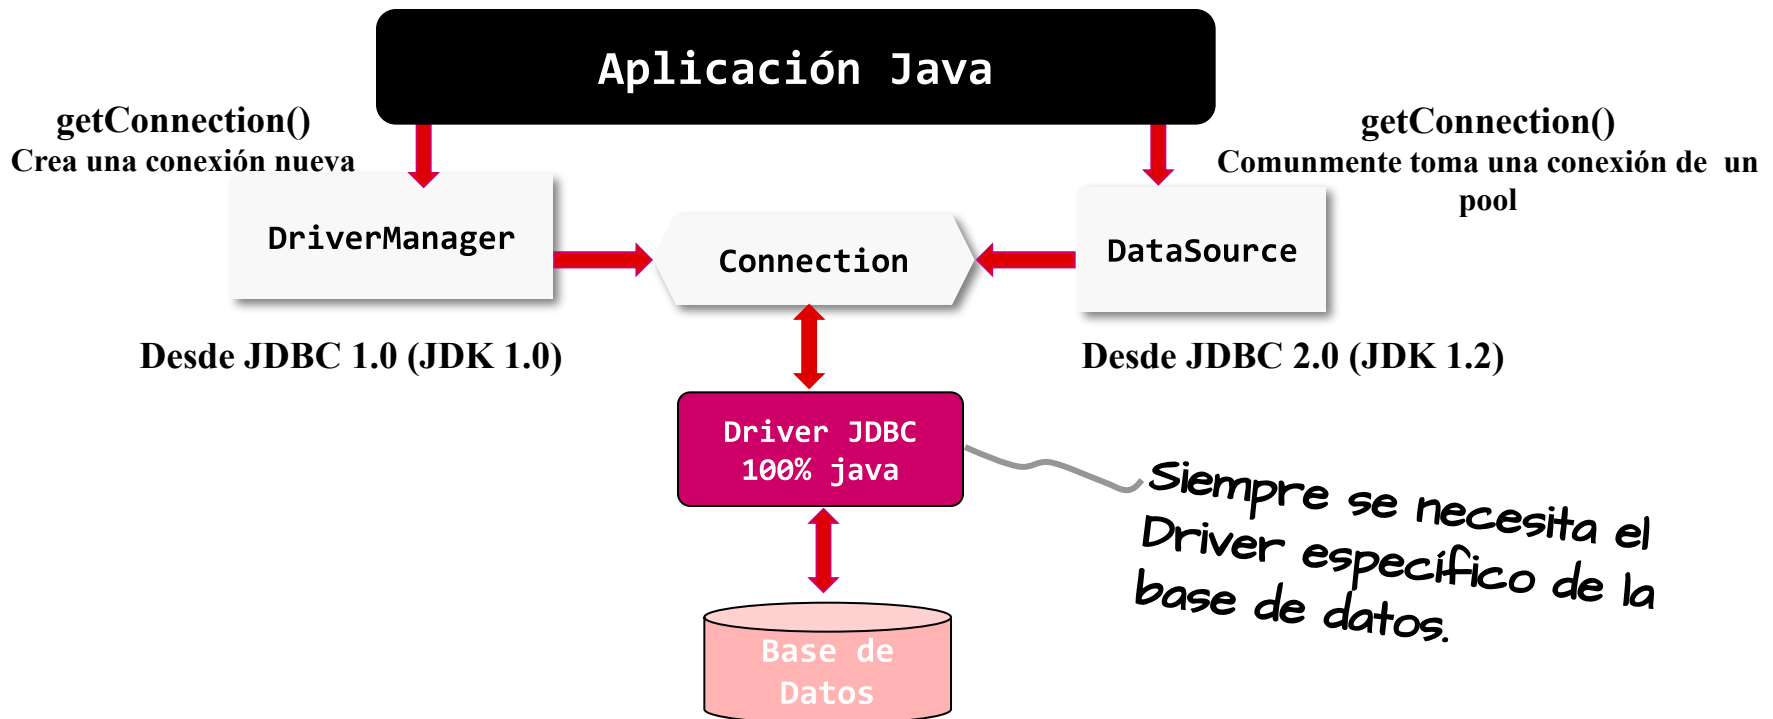 Aplicación Java
getConnection()
Crea una conexión nueva
getConnection()
Comunmente toma una conexión de un
pool
DriverManager
Connection
DataSource
Desde JDBC 1.0 (JDK 1.0)
Desde JDBC 2.0 (JDK 1.2)
Driver JDBC
100% java
Siempre se necesita el
Driver específico de la
base de datos.
Base de
Datos